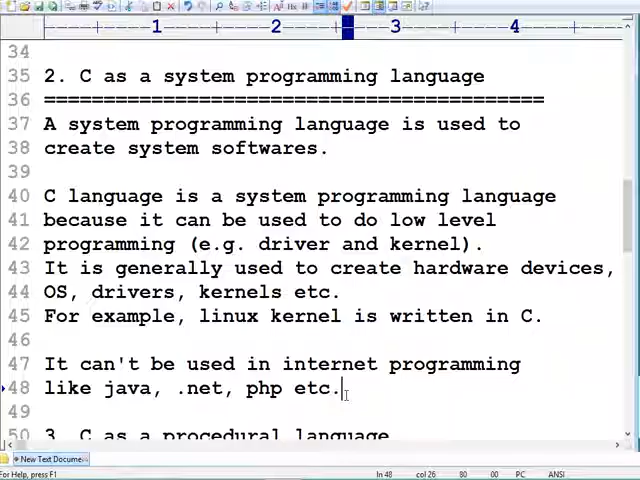 1 2 3 4
34
35 2. C as a system programming language
36 ==========================================
37 A system programming language is used to
38 create system softwares.
39
40 C language is a system programming language
41 because it can be used to do low level
42 programming (e.g. driver and kernel).
43 It is generally used to create hardware devices,
44 OS, drivers, kernels etc.
45 For example, linux kernel is written in C.
46
47 It can't be used in internet programming
48 like java, .net, php etc.
49
50 3. C as a procedural language
New Text Docume
For Help, press F1 ln 48 col 26 80 00 PC ANSI